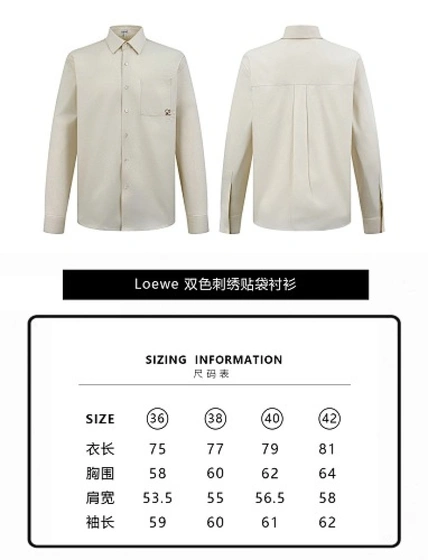 Loewe 双色刺绣贴袋衬衫
SIZING INFORMATION
尺码表
SIZE 36 38 40 42
衣长 75 77 79 81
胸围 58 60 62 64
肩宽 53.5 55 56.5 58
袖长 59 60 61 62